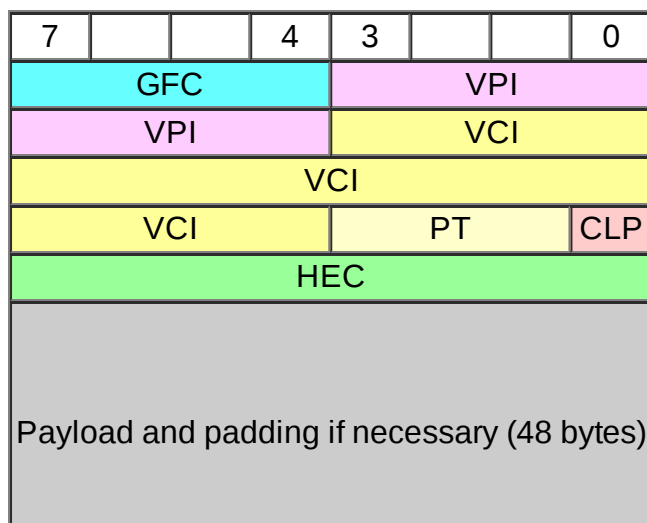 7 4 3 0
GFC VPI
VPI VCI
VCI
VCI PT CLP
HEC
Payload and padding if necessary (48 bytes)